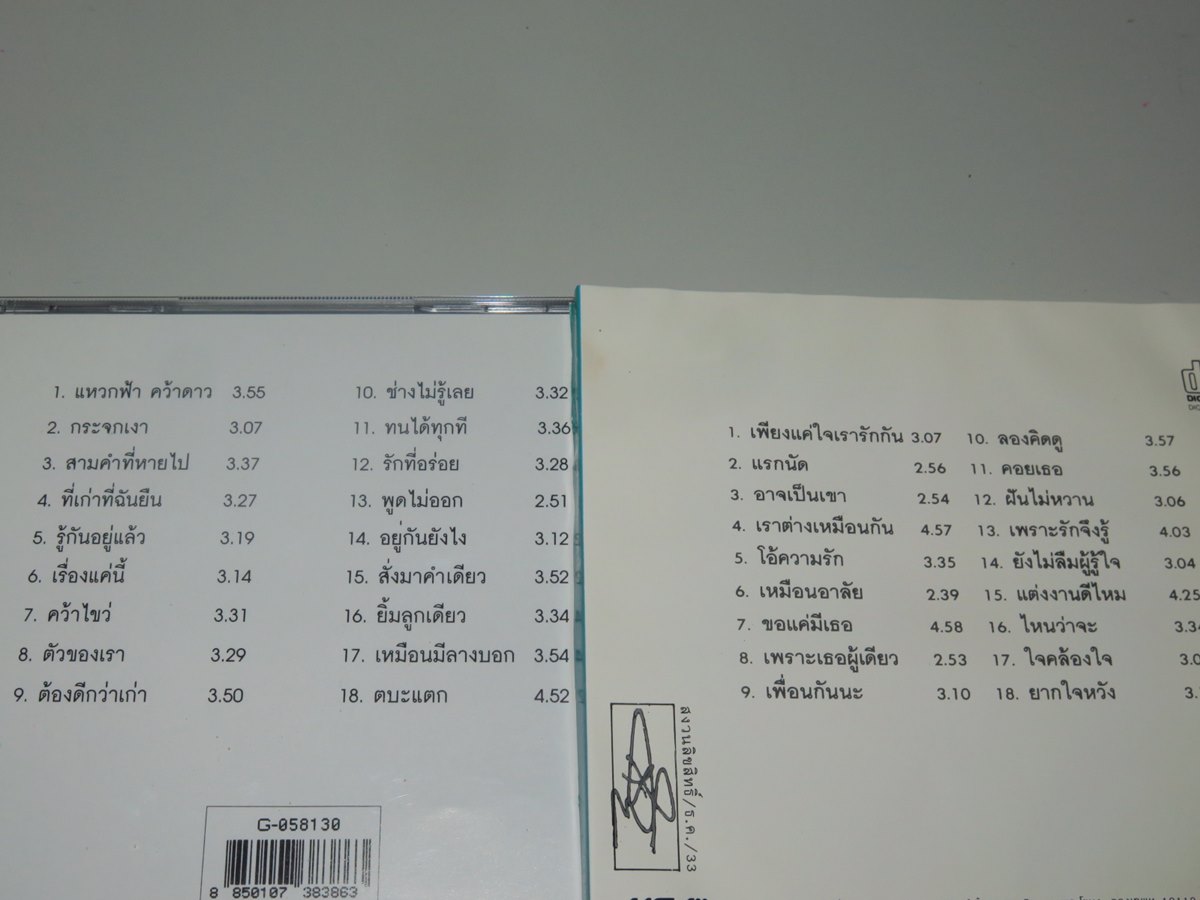 1. แหวกฟ้า คว้าดาว 3.55
2. กระจกเงา 3.07
3. สามคำที่หายไป 3.37
4. ที่เก่าที่ฉันยืน 3.27
5. รู้กันอยู่แล้ว 3.19
6. เรื่องแค่นี้ 3.14
7. คว้าไขว่ 3.31
8. ตัวของเรา 3.29
9. ต้องดีกว่าเก่า 3.50
10. ช่างไม่รู้เลย 3.32
11. ทนได้ทุกที 3.36
12. รักที่อร่อย 3.28
13. พูดไม่ออก 2.51
14. อยู่กันยังไง 3.12
15. สั่งมาคำเดียว 3.52
16. ยิ้มลูกเดียว 3.34
17. เหมือนมีลางบอก 3.54
18. ตบะแตก 4.52
G-058130
8 850107 383863
1. เพียงแค่ใจเรารักกัน 3.07
2. แรกนัด 2.56
3. อาจเป็นเขา 2.54
4. เราต่างเหมือนกัน 4.57
5. โอ้ความรัก 3.35
6. เหมือนอาลัย 2.39
7. ขอแค่มีเธอ 4.58
8. เพราะเธอผู้เดียว 2.53
9. เพื่อนกันนะ 3.10
10. ลองคิดดู 3.57
11. คอยเธอ 3.56
12. ฝันไม่หวาน 3.06
13. เพราะรักจึงรู้ 4.03
14. ยังไม่ลืมผู้รู้ใจ 3.04
15. แต่งงานดีไหม 4.25
16. ไหนว่าจะ 3.34
17. ใจคล้องใจ 3.0
18. ยากใจหวัง 3.
สงวนลิขสิทธิ์/ธ.ค./33